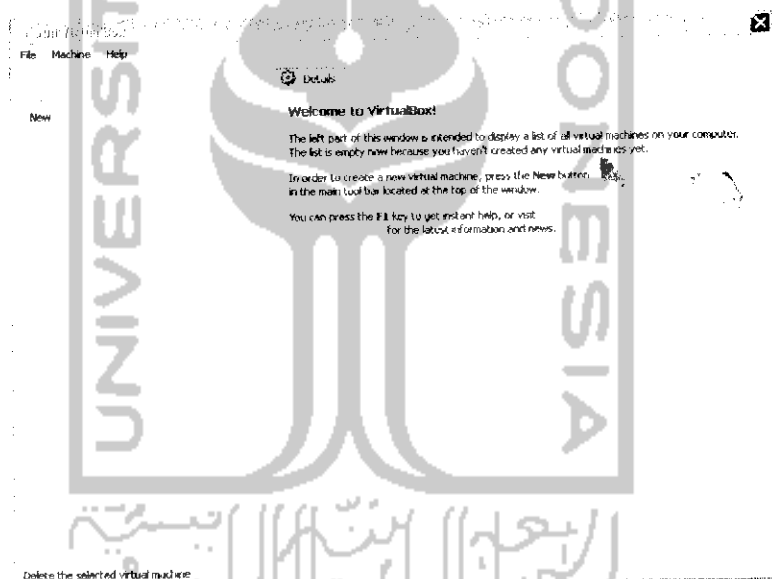 File Machine Help
Details
New
Welcome to VirtualBox!
The left part of this window is intended to display a list of all virtual machines on your computer.
The list is empty now because you haven't created any virtual machines yet.
In order to create a new virtual machine, press the New button
in the main tool bar located at the top of the window.
You can press the F1 key to get instant help, or visit
for the latest information and news.
UNIVERSI
ONESIA
Delete the selected virtual machine